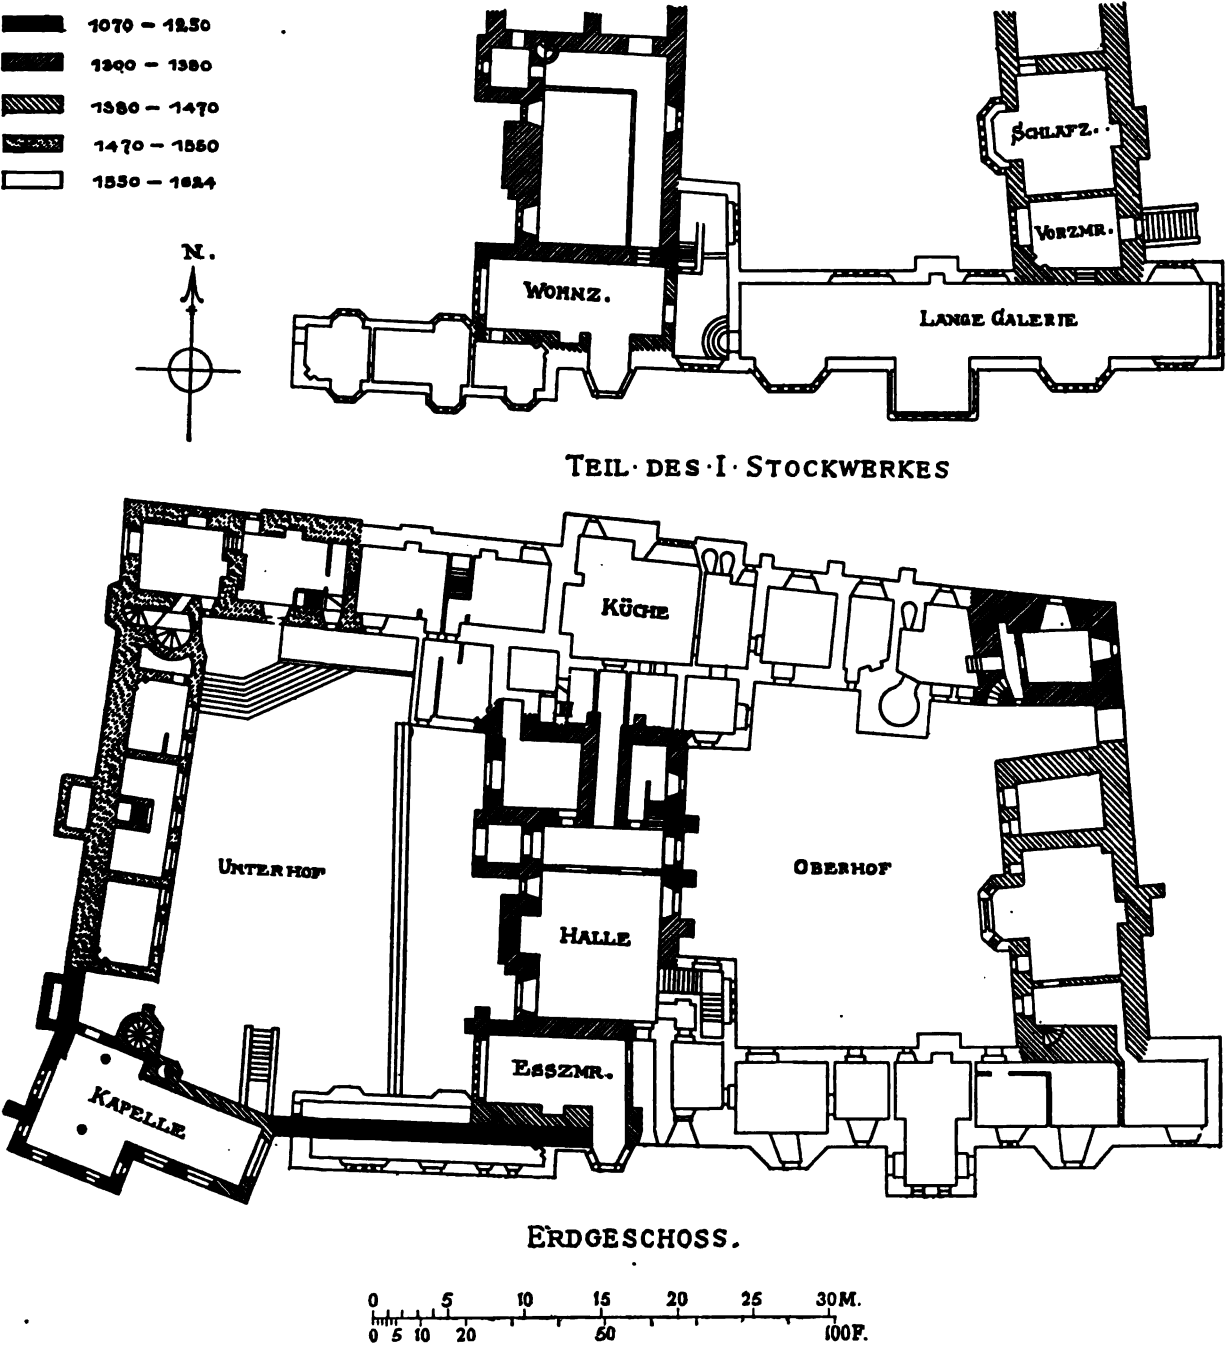 1070 – 1250
1300 – 1380
1380 – 1470
1470 – 1550
1550 – 1624
N.
SCHLAFZ..
VORZMR.
WOHNZ.
LANGE GALERIE
TEIL · DES · I · STOCKWERKES
KÜCHE
UNTERHOF
OBERHOF
HALLE
ESSZMR.
KAPELLE
ERDGESCHOSS.
0 5 10 15 20 25 30M.
0 5 10 20 50 100F.